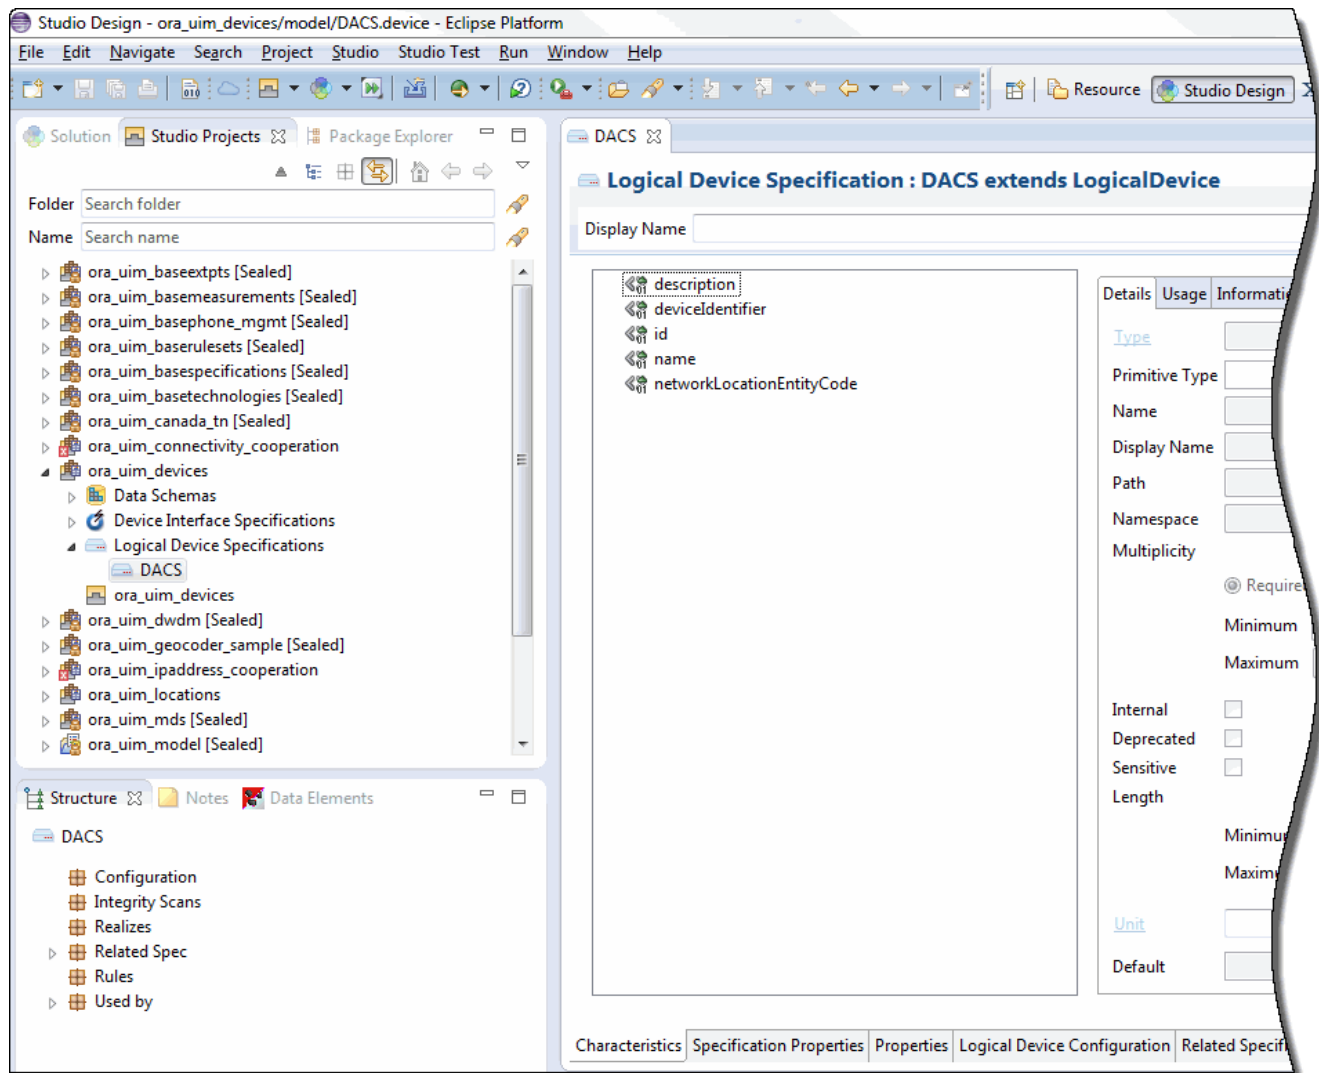 Studio Design - ora_uim_devices/model/DACS.device - Eclipse Platform
File Edit Navigate Search Project Studio Studio Test Run Window Help
Resource Studio Design
Solution Studio Projects Package Explorer
Folder Search folder
Name Search name
ora_uim_baseextpts [Sealed]
ora_uim_basemeasurements [Sealed]
ora_uim_basephone_mgmt [Sealed]
ora_uim_baserulesets [Sealed]
ora_uim_basespecifications [Sealed]
ora_uim_basetechnologies [Sealed]
ora_uim_canada_tn [Sealed]
ora_uim_connectivity_cooperation
ora_uim_devices
Data Schemas
Device Interface Specifications
Logical Device Specifications
DACS
ora_uim_devices
ora_uim_dwdm [Sealed]
ora_uim_geocoder_sample [Sealed]
ora_uim_ipaddress_cooperation
ora_uim_locations
ora_uim_mds [Sealed]
ora_uim_model [Sealed]
Structure Notes Data Elements
DACS
Configuration
Integrity Scans
Realizes
Related Spec
Rules
Used by
DACS
Logical Device Specification : DACS extends LogicalDevice
Display Name
description
deviceIdentifier
id
name
networkLocationEntityCode
Details Usage Informati
Type
Primitive Type
Name
Display Name
Path
Namespace
Multiplicity
Require
Minimum
Maximum
Internal
Deprecated
Sensitive
Length
Minimu
Maxim
Unit
Default
Characteristics Specification Properties Properties Logical Device Configuration Related Specifi